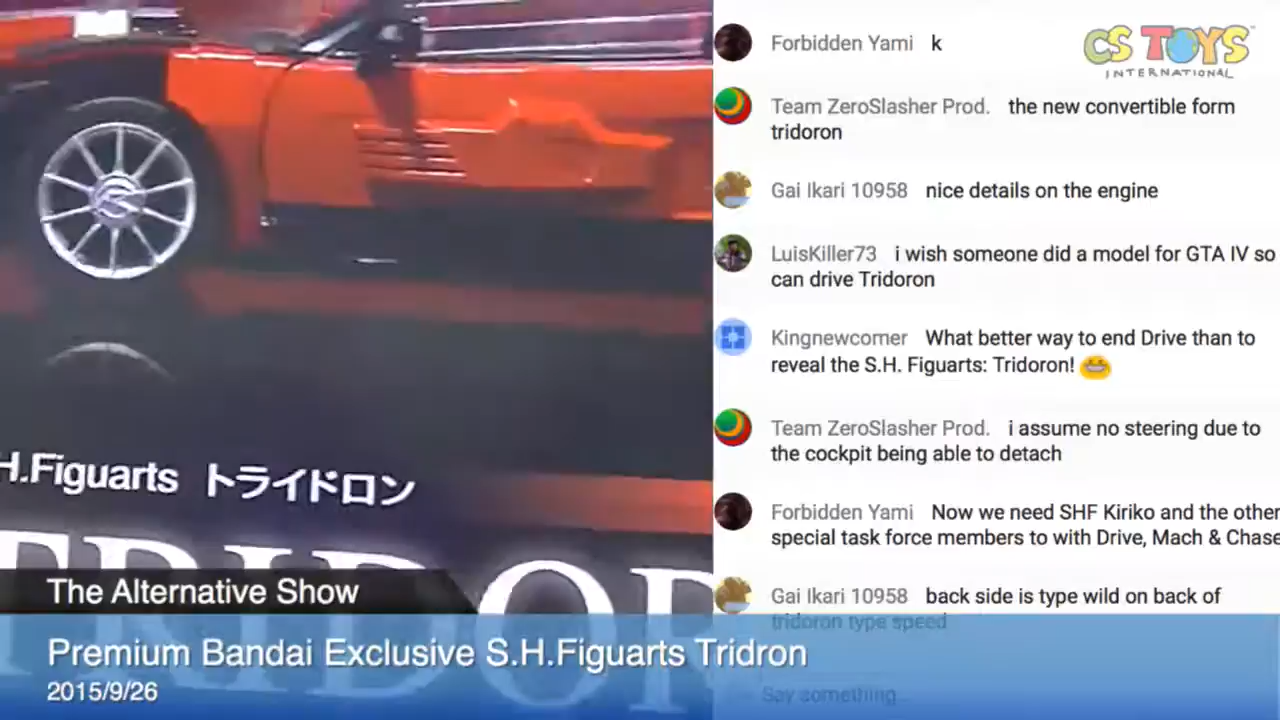 CS TOYS
INTERNATIONAL
Forbidden Yami k
Team ZeroSlasher Prod. the new convertible form
tridoron
Gai Ikari 10958 nice details on the engine
LuisKiller73 i wish someone did a model for GTA IV so
can drive Tridoron
Kingnewcomer What better way to end Drive than to
reveal the S.H. Figuarts: Tridoron! 😄
Team ZeroSlasher Prod. i assume no steering due to
the cockpit being able to detach
Forbidden Yami Now we need SHF Kiriko and the other
special task force members to with Drive, Mach & Chase
Gai Ikari 10958 back side is type wild on back of
tridoron type speed
Say something...
H.Figuarts トライドロン
TRIDOR
The Alternative Show
Premium Bandai Exclusive S.H.Figuarts Tridron
2015/9/26